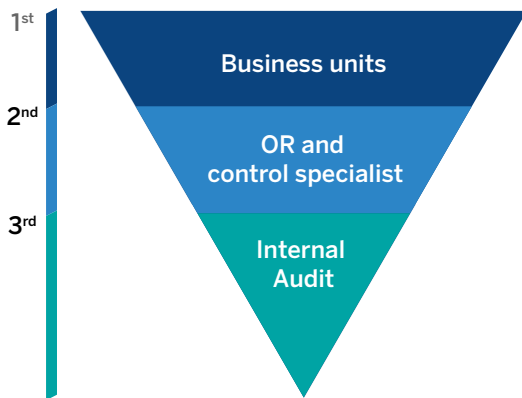 1st
Business units
2nd
OR and
control specialist
3rd
Internal
Audit